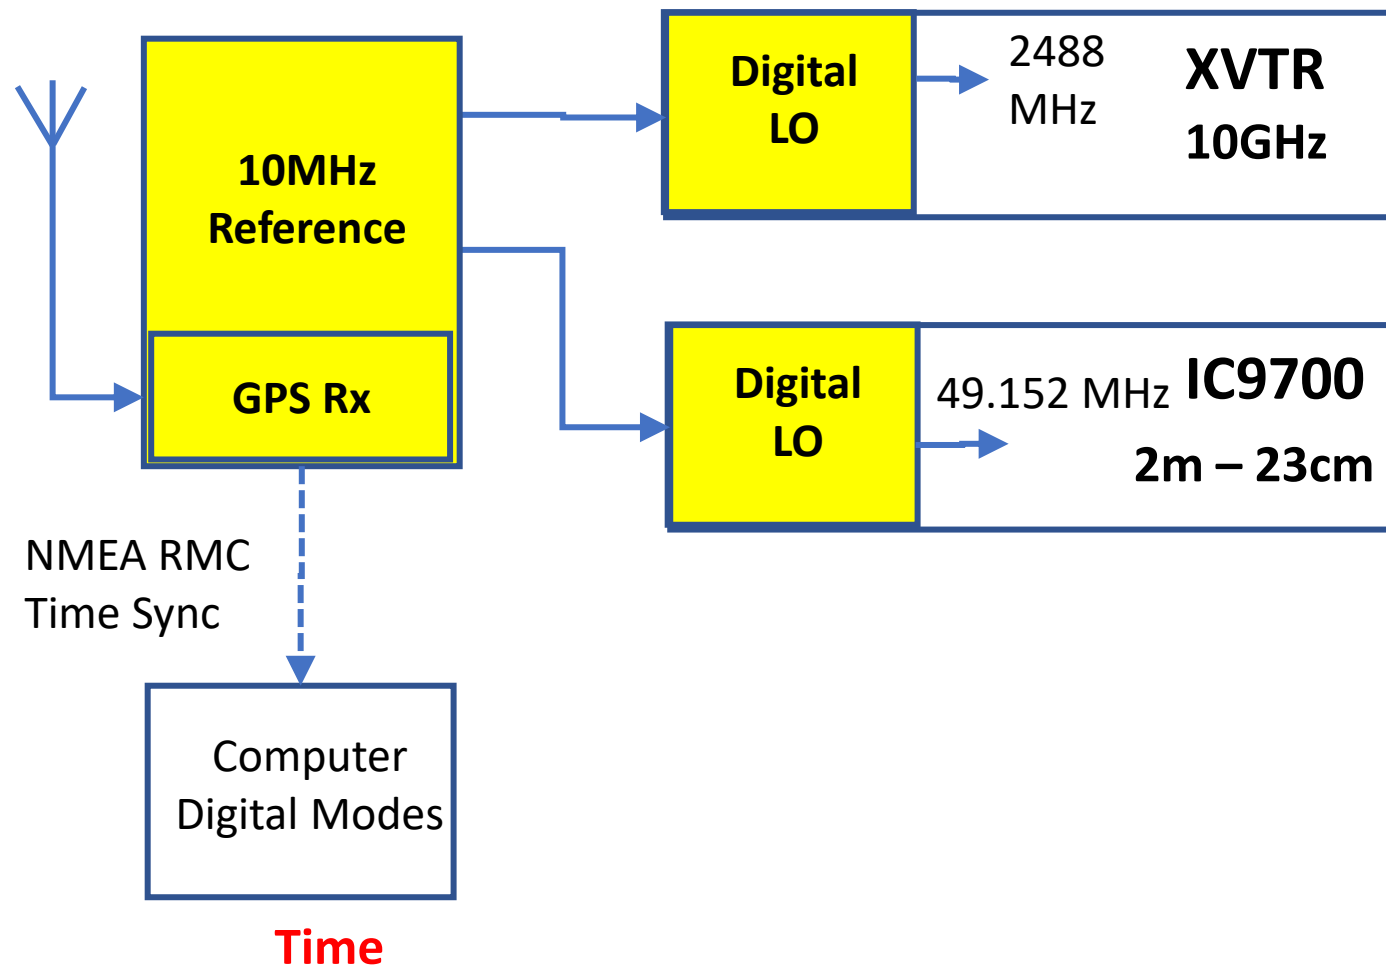 10MHz
Reference
GPS Rx
Digital
LO
2488
MHz
XVTR
10GHz
Digital
LO
49.152 MHz
IC9700
2m – 23cm
NMEA RMC
Time Sync
Computer
Digital Modes
Time